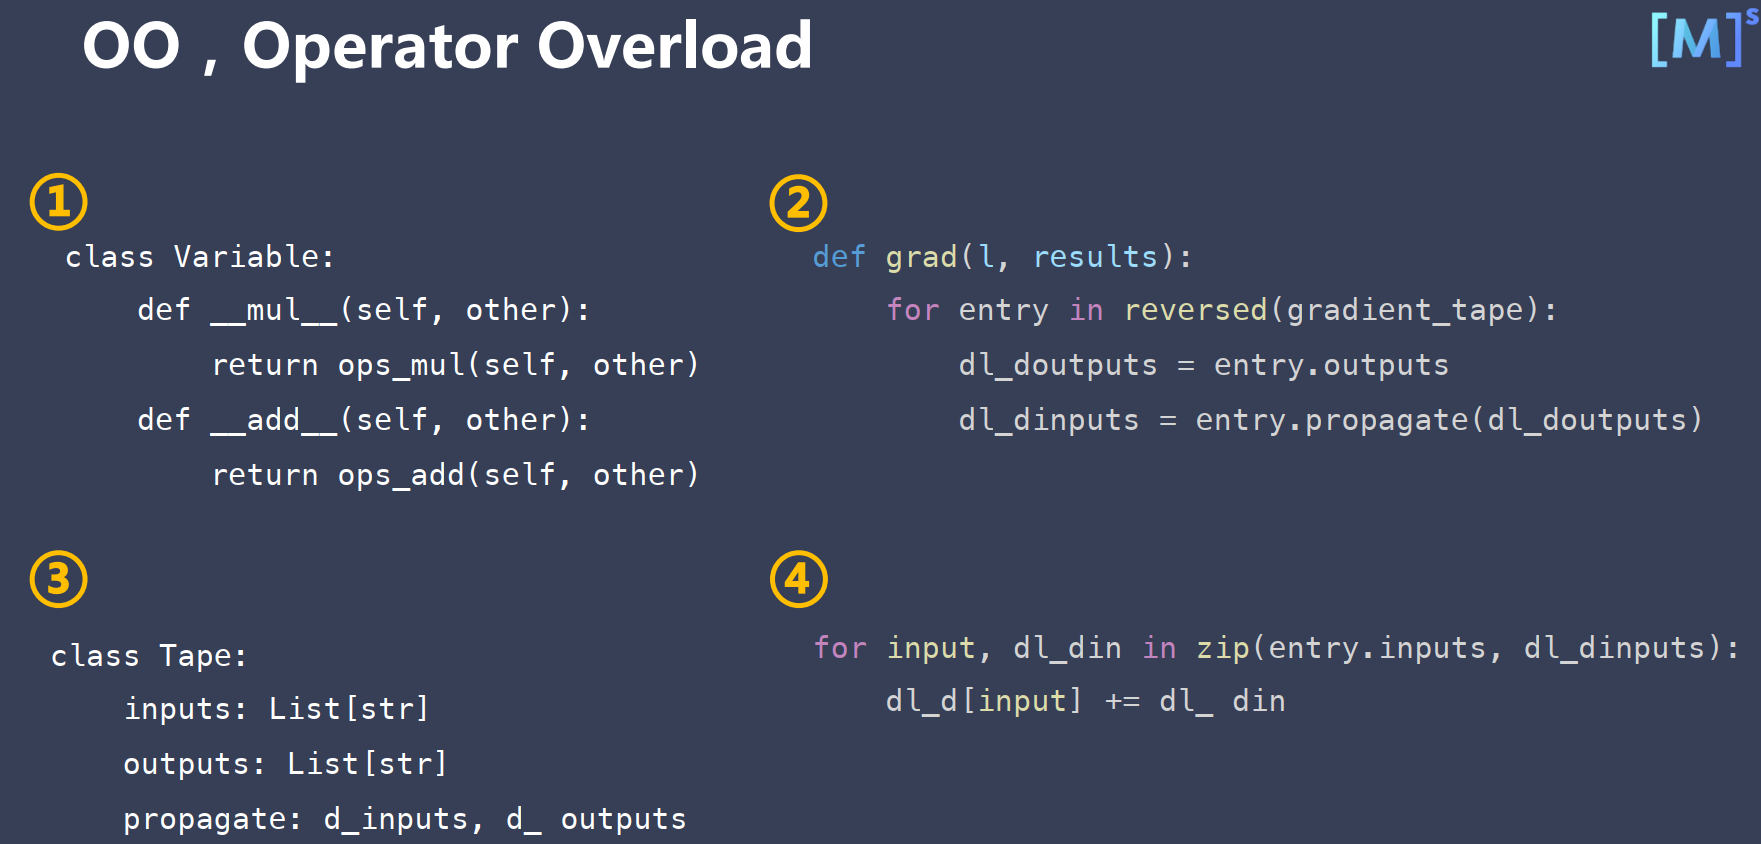 OO , Operator Overload
[M]s
①
class Variable:
    def __mul__(self, other):
        return ops_mul(self, other)
    def __add__(self, other):
        return ops_add(self, other)
②
def grad(l, results):
    for entry in reversed(gradient_tape):
        dl_doutputs = entry.outputs
        dl_dinputs = entry.propagate(dl_doutputs)
③
class Tape:
    inputs: List[str]
    outputs: List[str]
    propagate: d_inputs, d_ outputs
④
for input, dl_din in zip(entry.inputs, dl_dinputs):
    dl_d[input] += dl_ din